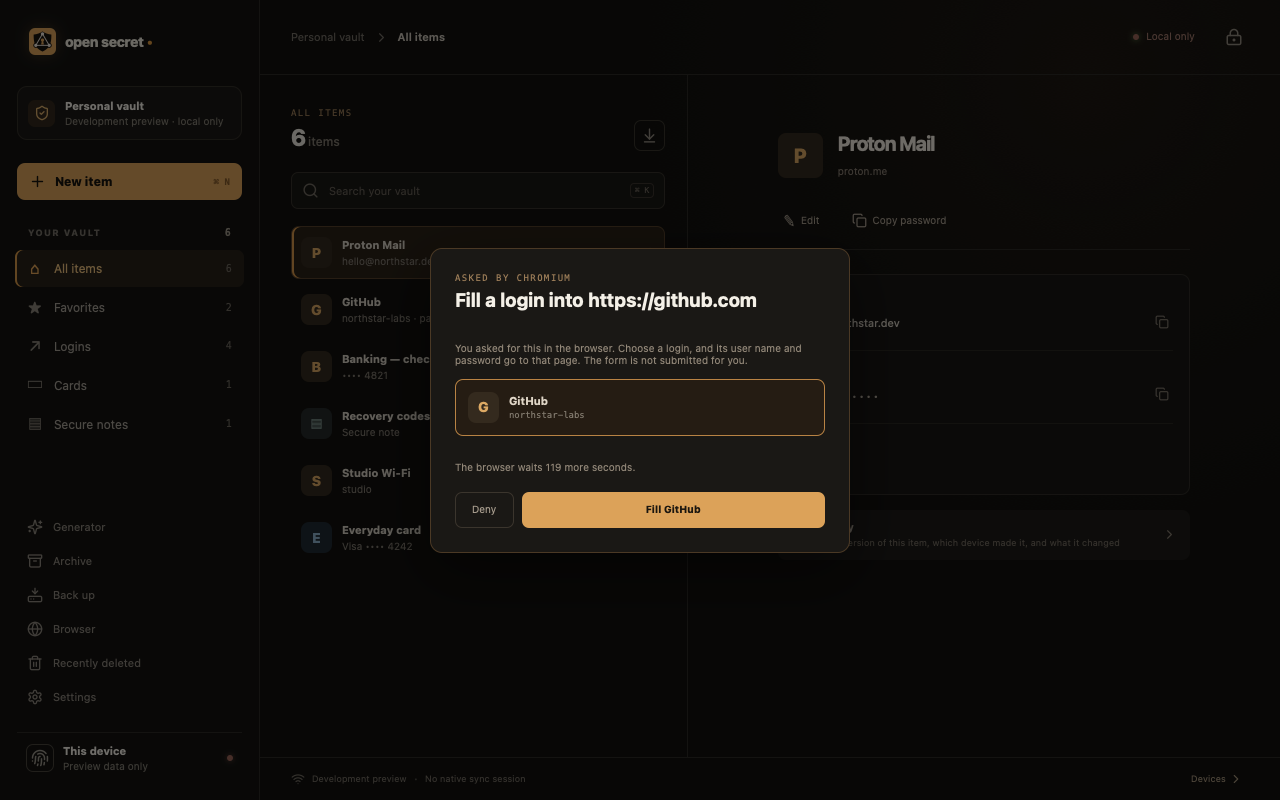 open secret
Personal vault
Development preview · local only
New item
⌘ N
YOUR VAULT
6
All items
6
Favorites
2
Logins
4
Cards
1
Secure notes
1
Generator
Archive
Back up
Browser
Recently deleted
Settings
This device
Preview data only
Personal vault
All items
Local only
ALL ITEMS
6 items
Search your vault
⌘ K
P
Proton Mail
G
GitHub
northstar-labs
B
•••• 4821
Recovery codes
Secure note
S
Studio Wi-Fi
studio
E
Everyday card
Visa •••• 4242
P
Proton Mail
proton.me
Edit
Copy password
ASKED BY CHROMIUM
Fill a login into https://github.com
You asked for this in the browser. Choose a login, and its user name and
password go to that page. The form is not submitted for you.
G
GitHub
northstar-labs
The browser waits 119 more seconds.
Deny
Fill GitHub
of this item, which device made it, and what it changed
Development preview · No native sync session
Devices